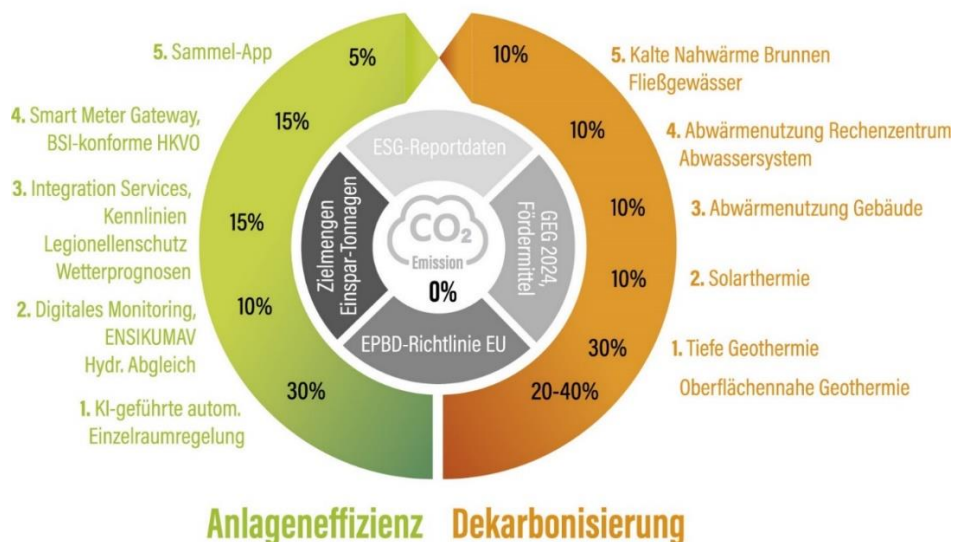 5. Sammel-App
5%
4. Smart Meter Gateway,
BSI-konforme HKVO
15%
3. Integration Services,
Kennlinien
Legionellenschutz
Wetterprognosen
15%
2. Digitales Monitoring,
ENSIKUMAV
Hydr. Abgleich
10%
1. KI-geführte autom.
Einzelraumregelung
30%
ESG-Reportdaten
Zielmengen
Einspar-Tonnagen
CO₂
Emission
0%
GEG 2024,
Fördermittel
EPBD-Richtlinie EU
10%
5. Kalte Nahwärme Brunnen
Fließgewässer
10%
4. Abwärmenutzung Rechenzentrum
Abwassersystem
10%
3. Abwärmenutzung Gebäude
10%
2. Solarthermie
30%
1. Tiefe Geothermie
20-40%
Oberflächennahe Geothermie
Anlageneffizienz
Dekarbonisierung